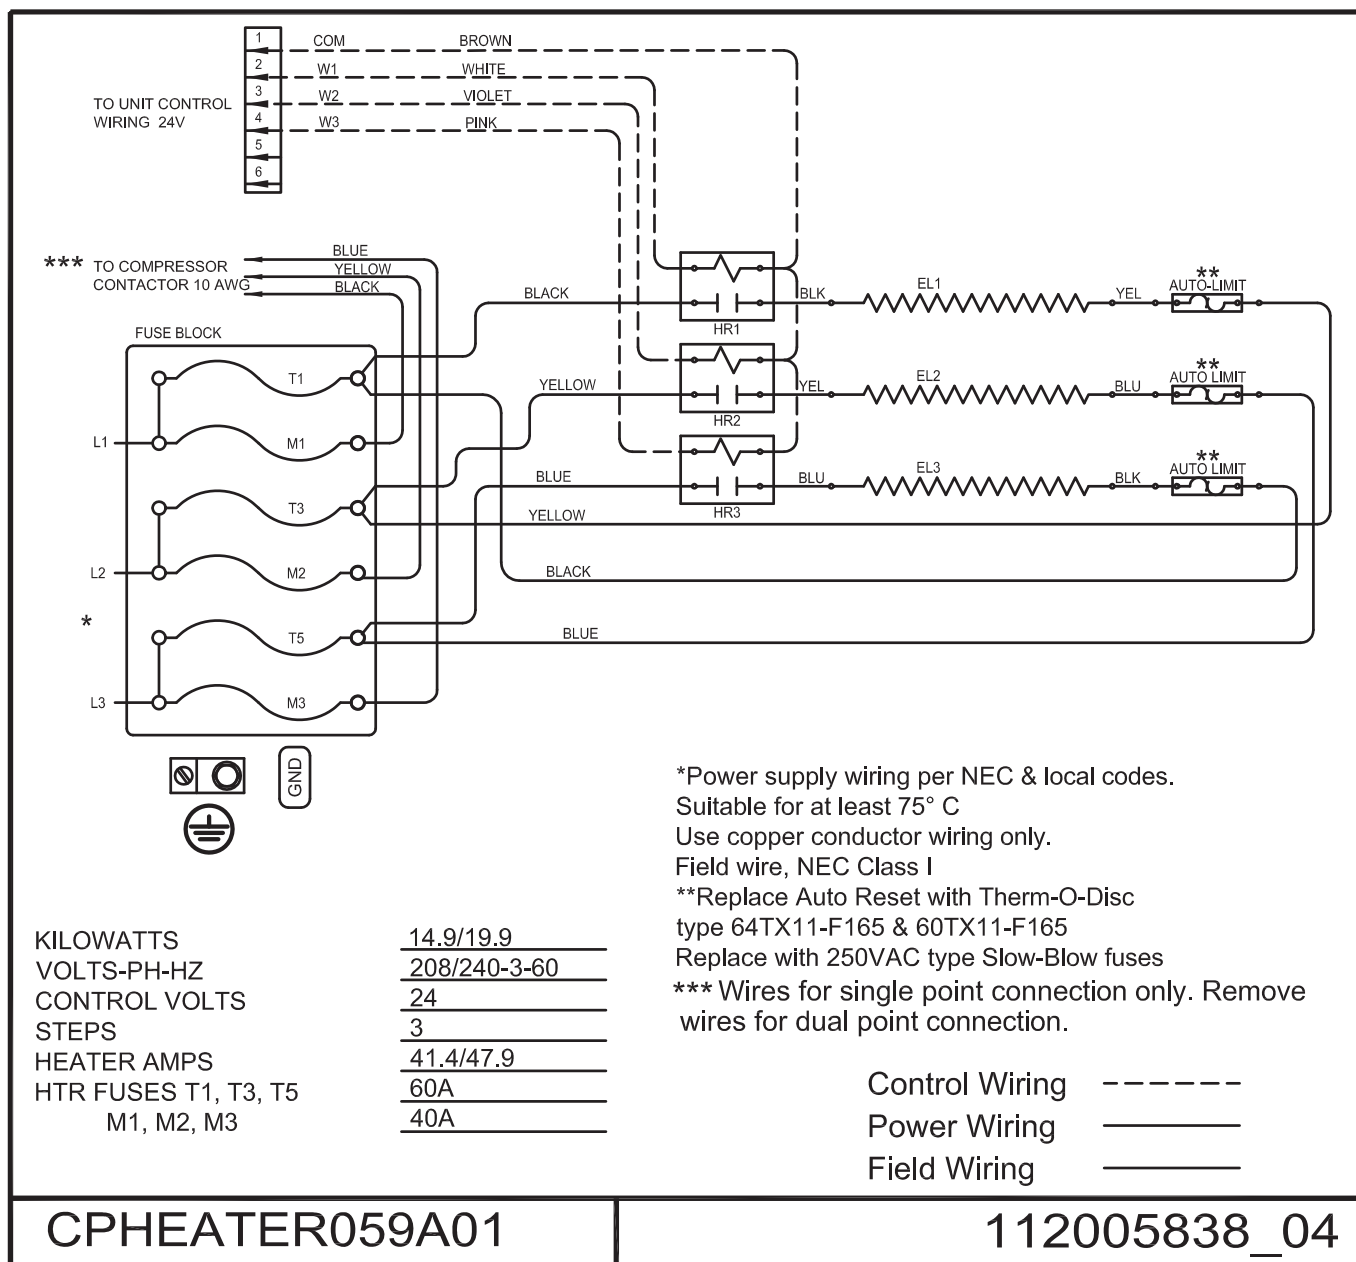 1 COM BROWN
2 W1 WHITE
3 W2 VIOLET
4 W3 PINK
5
6
TO UNIT CONTROL
WIRING 24V
BLUE
YELLOW
BLACK
*** TO COMPRESSOR
CONTACTOR 10 AWG
FUSE BLOCK
BLACK HR1 BLK EL1 YEL **
AUTO-LIMIT
YELLOW HR2 YEL EL2 BLU **
AUTO LIMIT
BLUE HR3 BLU EL3 BLK **
AUTO LIMIT
YELLOW
BLACK
BLUE
T1
L1 M1
T3
L2 M2
*
T5
L3 M3
GND
*Power supply wiring per NEC & local codes.
Suitable for at least 75° C
Use copper conductor wiring only.
Field wire, NEC Class I
**Replace Auto Reset with Therm-O-Disc
type 64TX11-F165 & 60TX11-F165
Replace with 250VAC type Slow-Blow fuses
*** Wires for single point connection only. Remove
wires for dual point connection.
KILOWATTS 14.9/19.9
VOLTS-PH-HZ 208/240-3-60
CONTROL VOLTS 24
STEPS 3
HEATER AMPS 41.4/47.9
HTR FUSES T1, T3, T5 60A
M1, M2, M3 40A
Control Wiring
Power Wiring
Field Wiring
CPHEATER059A01
112005838_04